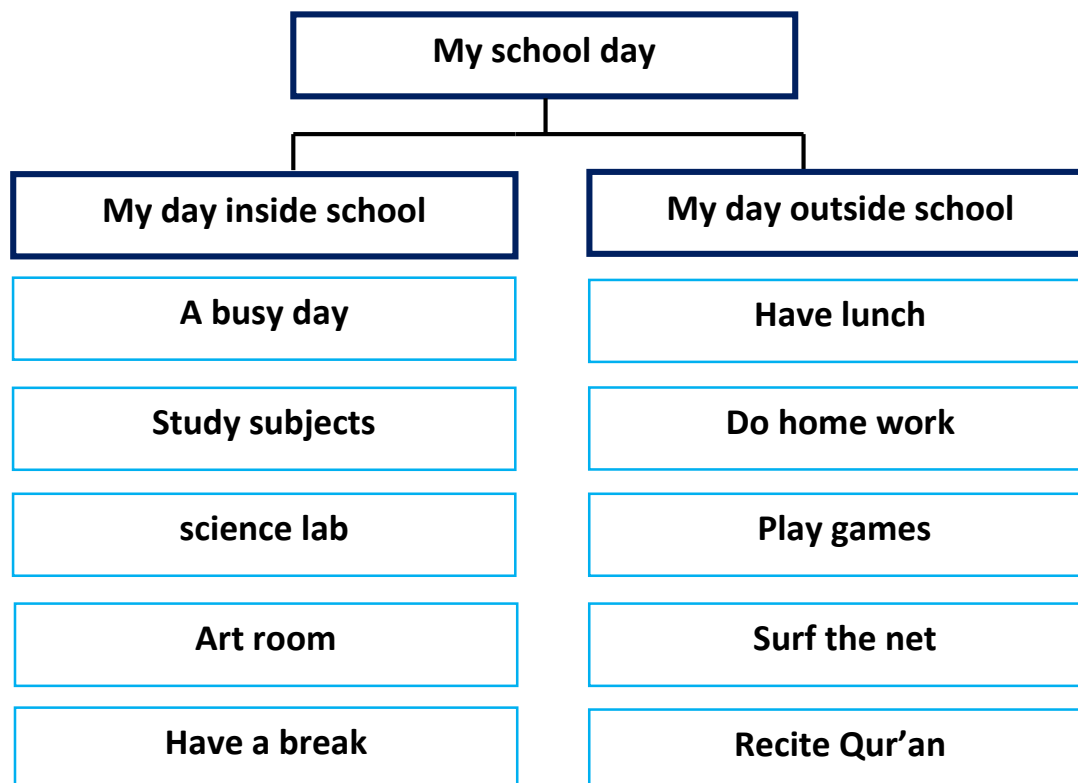 My school day
My day inside school
My day outside school
A busy day
Have lunch
Study subjects
Do home work
science lab
Play games
Art room
Surf the net
Have a break
Recite Qur’an